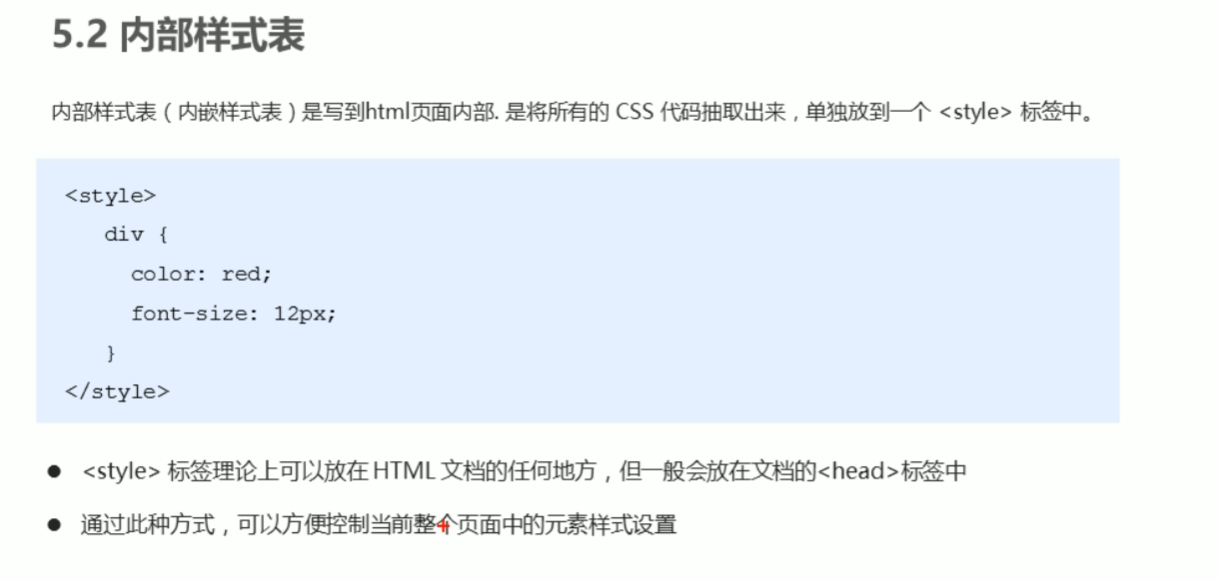 5.2 内部样式表
内部样式表（内嵌样式表）是写到html页面内部. 是将所有的 CSS 代码抽取出来，单独放到一个 <style> 标签中。
<style>
div {
color: red;
font-size: 12px;
}
</style>
● <style> 标签理论上可以放在 HTML 文档的任何地方，但一般会放在文档的<head>标签中
● 通过此种方式，可以方便控制当前整个页面中的元素样式设置